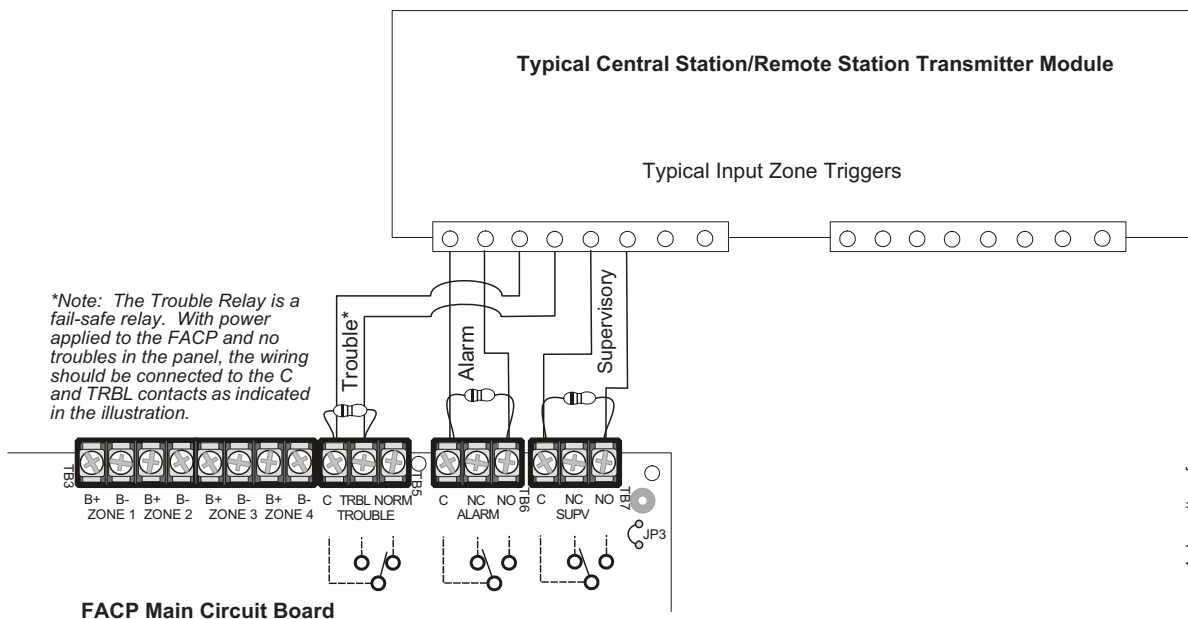 Typical Central Station/Remote Station Transmitter Module
Typical Input Zone Triggers
*Note: The Trouble Relay is a
fail-safe relay. With power
applied to the FACP and no
troubles in the panel, the wiring
should be connected to the C
and TRBL contacts as indicated
in the illustration.
Trouble*
Alarm
Supervisory
TB3
B+ B- B+ B- B+ B- B+ B- C TRBL NORM
ZONE 1 ZONE 2 ZONE 3 ZONE 4 TROUBLE
TB5
C NC NO
ALARM
TB6
C NC NO
SUPV
TB7
JP3
FACP Main Circuit Board